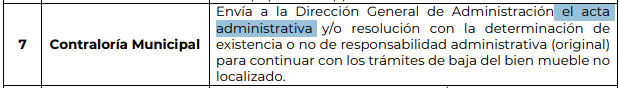 Envía a la Dirección General de Administración el acta
administrativa y/o resolución con la determinación de
7 Contraloría Municipal existencia o no de responsabilidad administrativa (original)
para continuar con los trámites de baja del bien mueble no
localizado.